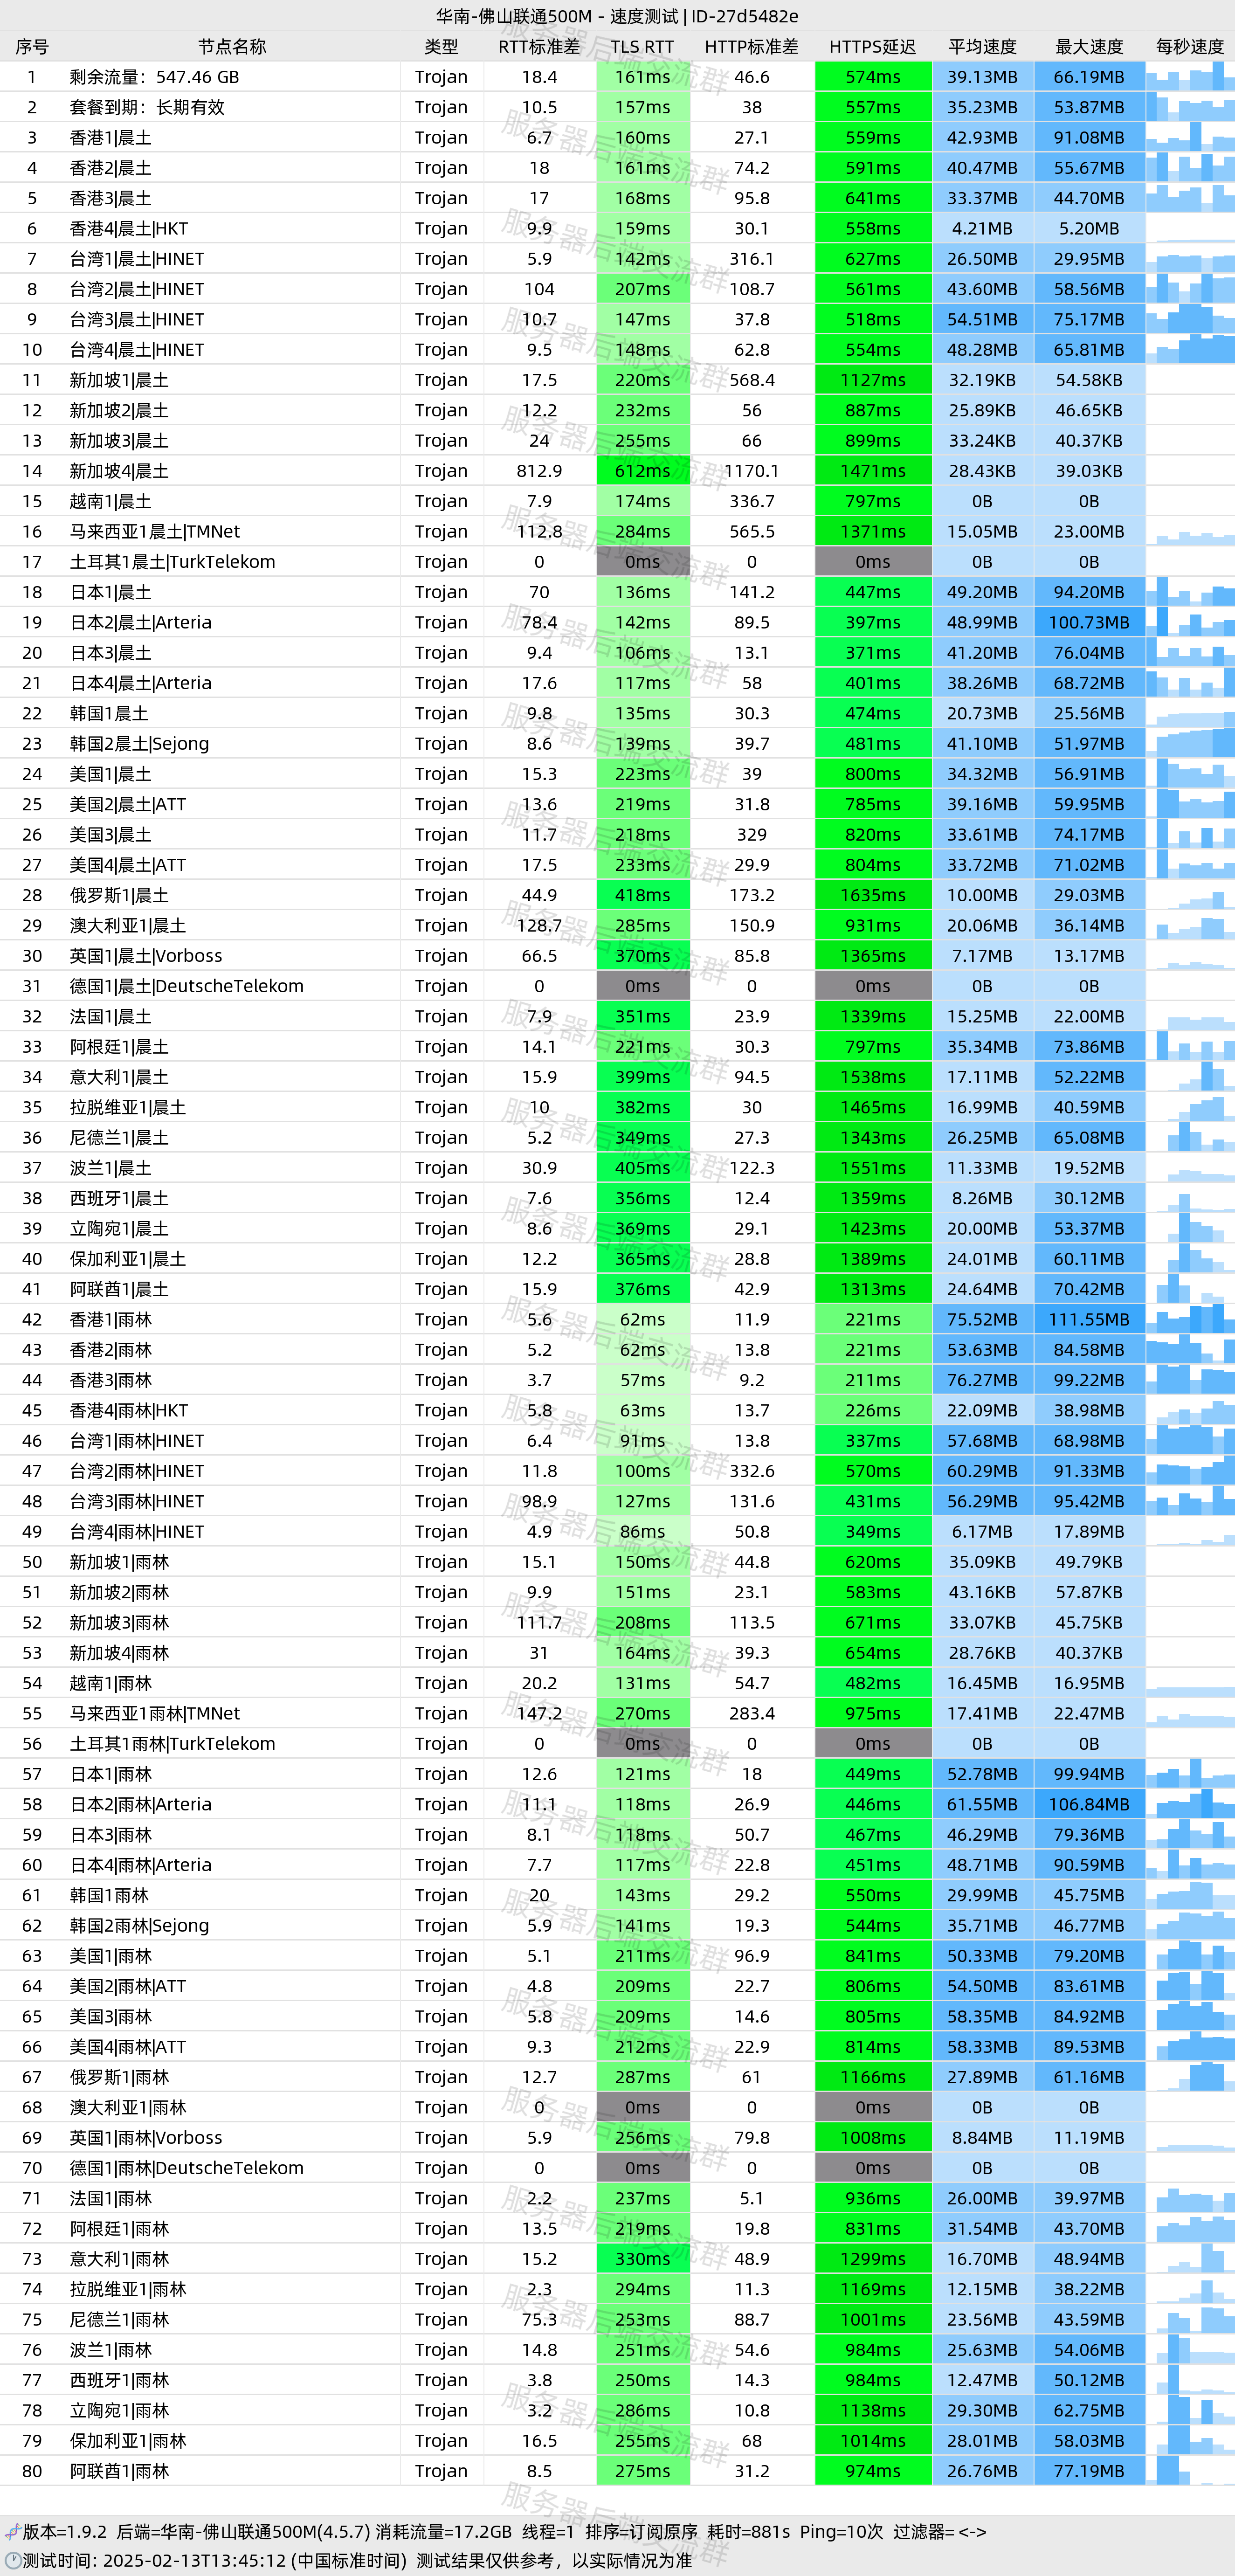 华南-佛山联通500M - 速度测试 | ID-27d5482e
序号 节点名称 类型 RTT标准差 TLS RTT HTTP标准差 HTTPS延迟 平均速度 最大速度 每秒速度
1 剩余流量：547.46 GB Trojan 18.4 161ms 46.6 574ms 39.13MB 66.19MB
2 套餐到期：长期有效 Trojan 10.5 157ms 38 557ms 35.23MB 53.87MB
3 香港1|晨土 Trojan 6.7 160ms 27.1 559ms 42.93MB 91.08MB
4 香港2|晨土 Trojan 18 161ms 74.2 591ms 40.47MB 55.67MB
5 香港3|晨土 Trojan 17 168ms 95.8 641ms 33.37MB 44.70MB
6 香港4|晨土|HKT Trojan 9.9 159ms 30.1 558ms 4.21MB 5.20MB
7 台湾1|晨土|HINET Trojan 5.9 142ms 316.1 627ms 26.50MB 29.95MB
8 台湾2|晨土|HINET Trojan 104 207ms 108.7 561ms 43.60MB 58.56MB
9 台湾3|晨土|HINET Trojan 10.7 147ms 37.8 518ms 54.51MB 75.17MB
10 台湾4|晨土|HINET Trojan 9.5 148ms 62.8 554ms 48.28MB 65.81MB
11 新加坡1|晨土 Trojan 17.5 220ms 568.4 1127ms 32.19KB 54.58KB
12 新加坡2|晨土 Trojan 12.2 232ms 56 887ms 25.89KB 46.65KB
13 新加坡3|晨土 Trojan 24 255ms 66 899ms 33.24KB 40.37KB
14 新加坡4|晨土 Trojan 812.9 612ms 1170.1 1471ms 28.43KB 39.03KB
15 越南1|晨土 Trojan 7.9 174ms 336.7 797ms 0B 0B
16 马来西亚1晨土|TMNet Trojan 112.8 284ms 565.5 1371ms 15.05MB 23.00MB
17 土耳其1晨土|TurkTelekom Trojan 0 0ms 0 0ms 0B 0B
18 日本1|晨土 Trojan 70 136ms 141.2 447ms 49.20MB 94.20MB
19 日本2|晨土|Arteria Trojan 78.4 142ms 89.5 397ms 48.99MB 100.73MB
20 日本3|晨土 Trojan 9.4 106ms 13.1 371ms 41.20MB 76.04MB
21 日本4|晨土|Arteria Trojan 17.6 117ms 58 401ms 38.26MB 68.72MB
22 韩国1晨土 Trojan 9.8 135ms 30.3 474ms 20.73MB 25.56MB
23 韩国2晨土|Sejong Trojan 8.6 139ms 39.7 481ms 41.10MB 51.97MB
24 美国1|晨土 Trojan 15.3 223ms 39 800ms 34.32MB 56.91MB
25 美国2|晨土|ATT Trojan 13.6 219ms 31.8 785ms 39.16MB 59.95MB
26 美国3|晨土 Trojan 11.7 218ms 329 820ms 33.61MB 74.17MB
27 美国4|晨土|ATT Trojan 17.5 233ms 29.9 804ms 33.72MB 71.02MB
28 俄罗斯1|晨土 Trojan 44.9 418ms 173.2 1635ms 10.00MB 29.03MB
29 澳大利亚1|晨土 Trojan 128.7 285ms 150.9 931ms 20.06MB 36.14MB
30 英国1|晨土|Vorboss Trojan 66.5 370ms 85.8 1365ms 7.17MB 13.17MB
31 德国1|晨土|DeutscheTelekom Trojan 0 0ms 0 0ms 0B 0B
32 法国1|晨土 Trojan 7.9 351ms 23.9 1339ms 15.25MB 22.00MB
33 阿根廷1|晨土 Trojan 14.1 221ms 30.3 797ms 35.34MB 73.86MB
34 意大利1|晨土 Trojan 15.9 399ms 94.5 1538ms 17.11MB 52.22MB
35 拉脱维亚1|晨土 Trojan 10 382ms 30 1465ms 16.99MB 40.59MB
36 尼德兰1|晨土 Trojan 5.2 349ms 27.3 1343ms 26.25MB 65.08MB
37 波兰1|晨土 Trojan 30.9 405ms 122.3 1551ms 11.33MB 19.52MB
38 西班牙1|晨土 Trojan 7.6 356ms 12.4 1359ms 8.26MB 30.12MB
39 立陶宛1|晨土 Trojan 8.6 369ms 29.1 1423ms 20.00MB 53.37MB
40 保加利亚1|晨土 Trojan 12.2 365ms 28.8 1389ms 24.01MB 60.11MB
41 阿联酋1|晨土 Trojan 15.9 376ms 42.9 1313ms 24.64MB 70.42MB
42 香港1|雨林 Trojan 5.6 62ms 11.9 221ms 75.52MB 111.55MB
43 香港2|雨林 Trojan 5.2 62ms 13.8 221ms 53.63MB 84.58MB
44 香港3|雨林 Trojan 3.7 57ms 9.2 211ms 76.27MB 99.22MB
45 香港4|雨林|HKT Trojan 5.8 63ms 13.7 226ms 22.09MB 38.98MB
46 台湾1|雨林|HINET Trojan 6.4 91ms 13.8 337ms 57.68MB 68.98MB
47 台湾2|雨林|HINET Trojan 11.8 100ms 332.6 570ms 60.29MB 91.33MB
48 台湾3|雨林|HINET Trojan 98.9 127ms 131.6 431ms 56.29MB 95.42MB
49 台湾4|雨林|HINET Trojan 4.9 86ms 50.8 349ms 6.17MB 17.89MB
50 新加坡1|雨林 Trojan 15.1 150ms 44.8 620ms 35.09KB 49.79KB
51 新加坡2|雨林 Trojan 9.9 151ms 23.1 583ms 43.16KB 57.87KB
52 新加坡3|雨林 Trojan 111.7 208ms 113.5 671ms 33.07KB 45.75KB
53 新加坡4|雨林 Trojan 31 164ms 39.3 654ms 28.76KB 40.37KB
54 越南1|雨林 Trojan 20.2 131ms 54.7 482ms 16.45MB 16.95MB
55 马来西亚1雨林|TMNet Trojan 147.2 270ms 283.4 975ms 17.41MB 22.47MB
56 土耳其1雨林|TurkTelekom Trojan 0 0ms 0 0ms 0B 0B
57 日本1|雨林 Trojan 12.6 121ms 18 449ms 52.78MB 99.94MB
58 日本2|雨林|Arteria Trojan 11.1 118ms 26.9 446ms 61.55MB 106.84MB
59 日本3|雨林 Trojan 8.1 118ms 50.7 467ms 46.29MB 79.36MB
60 日本4|雨林|Arteria Trojan 7.7 117ms 22.8 451ms 48.71MB 90.59MB
61 韩国1雨林 Trojan 20 143ms 29.2 550ms 29.99MB 45.75MB
62 韩国2雨林|Sejong Trojan 5.9 141ms 19.3 544ms 35.71MB 46.77MB
63 美国1|雨林 Trojan 5.1 211ms 96.9 841ms 50.33MB 79.20MB
64 美国2|雨林|ATT Trojan 4.8 209ms 22.7 806ms 54.50MB 83.61MB
65 美国3|雨林 Trojan 5.8 209ms 14.6 805ms 58.35MB 84.92MB
66 美国4|雨林|ATT Trojan 9.3 212ms 22.9 814ms 58.33MB 89.53MB
67 俄罗斯1|雨林 Trojan 12.7 287ms 61 1166ms 27.89MB 61.16MB
68 澳大利亚1|雨林 Trojan 0 0ms 0 0ms 0B 0B
69 英国1|雨林|Vorboss Trojan 5.9 256ms 79.8 1008ms 8.84MB 11.19MB
70 德国1|雨林|DeutscheTelekom Trojan 0 0ms 0 0ms 0B 0B
71 法国1|雨林 Trojan 2.2 237ms 5.1 936ms 26.00MB 39.97MB
72 阿根廷1|雨林 Trojan 13.5 219ms 19.8 831ms 31.54MB 43.70MB
73 意大利1|雨林 Trojan 15.2 330ms 48.9 1299ms 16.70MB 48.94MB
74 拉脱维亚1|雨林 Trojan 2.3 294ms 11.3 1169ms 12.15MB 38.22MB
75 尼德兰1|雨林 Trojan 75.3 253ms 88.7 1001ms 23.56MB 43.59MB
76 波兰1|雨林 Trojan 14.8 251ms 54.6 984ms 25.63MB 54.06MB
77 西班牙1|雨林 Trojan 3.8 250ms 14.3 984ms 12.47MB 50.12MB
78 立陶宛1|雨林 Trojan 3.2 286ms 10.8 1138ms 29.30MB 62.75MB
79 保加利亚1|雨林 Trojan 16.5 255ms 68 1014ms 28.01MB 58.03MB
80 阿联酋1|雨林 Trojan 8.5 275ms 31.2 974ms 26.76MB 77.19MB
版本=1.9.2 后端=华南-佛山联通500M(4.5.7) 消耗流量=17.2GB 线程=1 排序=订阅原序 耗时=881s Ping=10次 过滤器= <->
测试时间: 2025-02-13T13:45:12 (中国标准时间) 测试结果仅供参考，以实际情况为准
服务器后端交流群